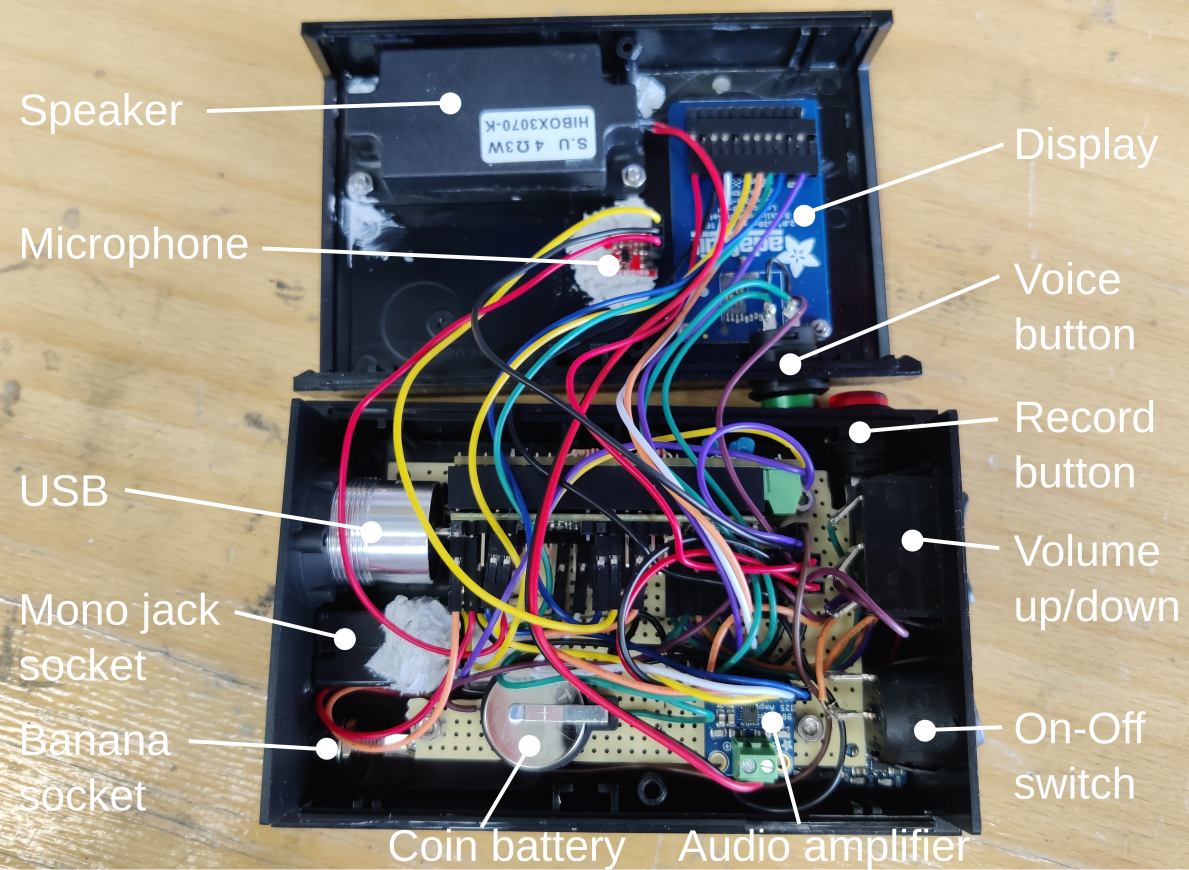 Speaker
S.U 4Ω3W
HIBOX3070-K
Display
Microphone
adafruit
Voice
button
Record
button
USB
Volume
up/down
Mono jack
socket
On-Off
switch
Banana
socket
Coin battery
Audio amplifier